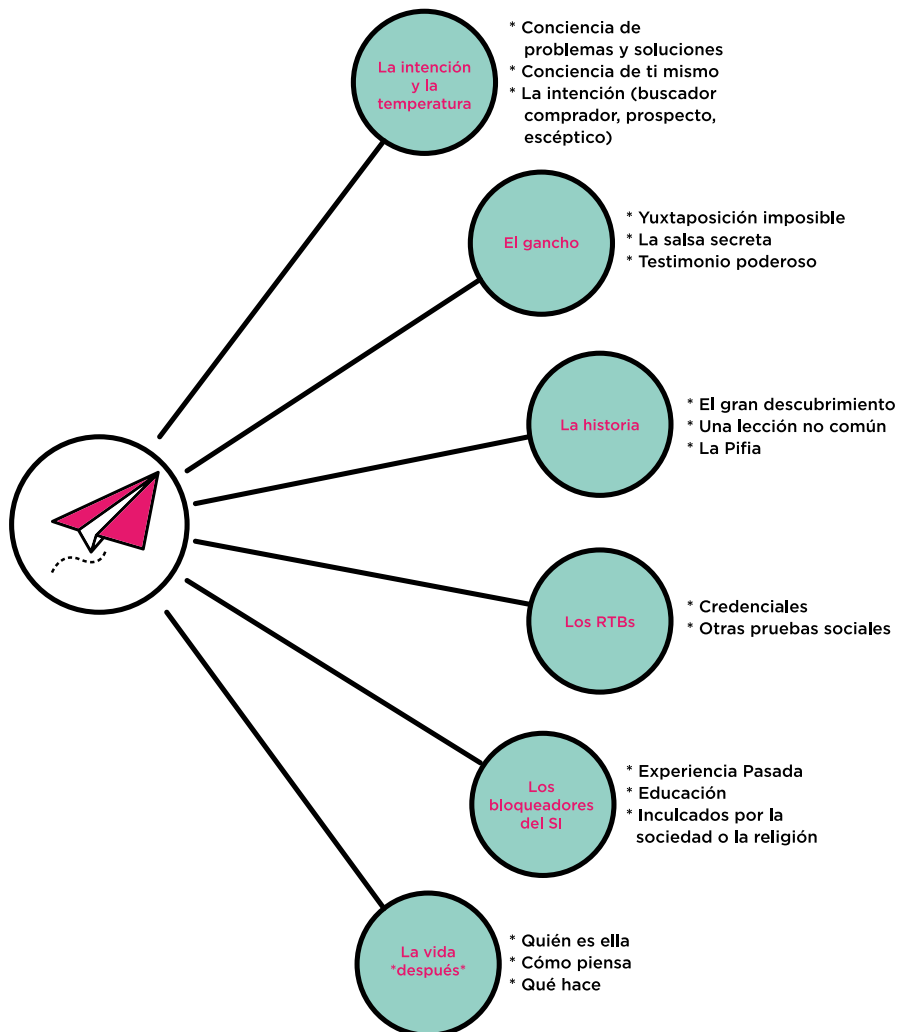 La intención
y la
temperatura
* Conciencia de
problemas y soluciones
* Conciencia de ti mismo
* La intención (buscador
comprador, prospecto,
escéptico)
El gancho
* Yuxtaposición imposible
* La salsa secreta
* Testimonio poderoso
La historia
* El gran descubrimiento
* Una lección no común
* La Pifia
Los RTBs
* Credenciales
* Otras pruebas sociales
Los
bloqueadores
del SI
* Experiencia Pasada
* Educación
* Inculcados por la
sociedad o la religión
La vida
*después*
* Quién es ella
* Cómo piensa
* Qué hace